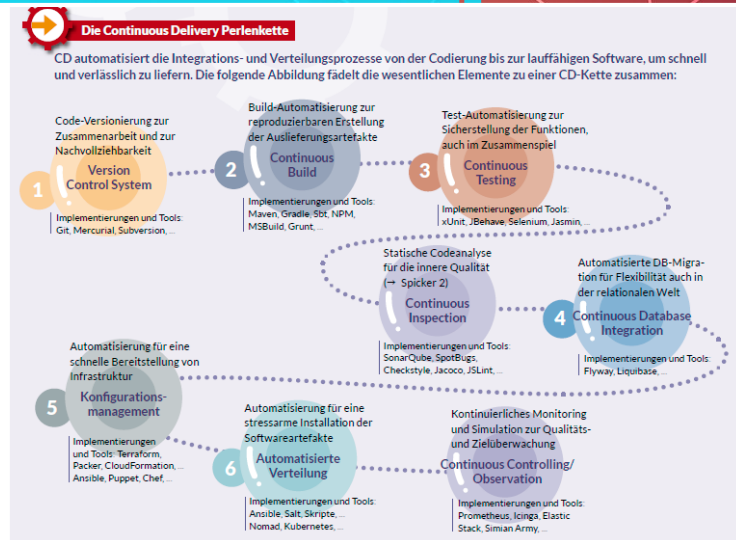 Die Continuous Delivery Perlenkette
CD automatisiert die Integrations- und Verteilungsprozesse von der Codierung bis zur lauffähigen Software, um schnell
und verlässlich zu liefern. Die folgende Abbildung fädelt die wesentlichen Elemente zu einer CD-Kette zusammen:
Code-Versionierung zur
Zusammenarbeit und zur
Nachvollziehbarkeit
1
Version
Control System
Implementierungen und Tools:
Git, Mercurial, Subversion, ...
Build-Automatisierung zur
reproduzierbaren Erstellung
der Auslieferungsartefakte
2
Continuous
Build
Implementierungen und Tools:
Maven, Gradle, Sbt, NPM,
MSBuild, Grunt, ...
Test-Automatisierung zur
Sicherstellung der Funktionen,
auch im Zusammenspiel
3
Continuous
Testing
Implementierungen und Tools:
xUnit, JBehave, Selenium, Jasmin, ...
Statische Codeanalyse
für die innere Qualität
(→ Spicker 2)
Continuous
Inspection
Implementierungen und Tools:
SonarQube, SpotBugs,
Checkstyle, Jacoco, JSLint, ...
Automatisierte DB-Migra-
tion für Flexibilität auch in
der relationalen Welt
4
Continuous Database
Integration
Implementierungen und Tools:
Flyway, Liquibase, ...
Automatisierung für eine
schnelle Bereitstellung von
Infrastruktur
5
Konfigurations-
management
Implementierungen
und Tools: Terraform,
Packer, CloudFormation, ...
Ansible, Puppet, Chef, ...
Automatisierung für eine
stressarme Installation der
Softwareartefakte
6
Automatisierte
Verteilung
Implementierungen und Tools:
Ansible, Salt, Skripte, ...
Nomad, Kubernetes, ...
Kontinuierliches Monitoring
und Simulation zur Qualitäts-
und Zielüberwachung
Continuous Controlling/
Observation
Implementierungen und Tools:
Prometheus, Icinga, Elastic
Stack, Simian Army, ...